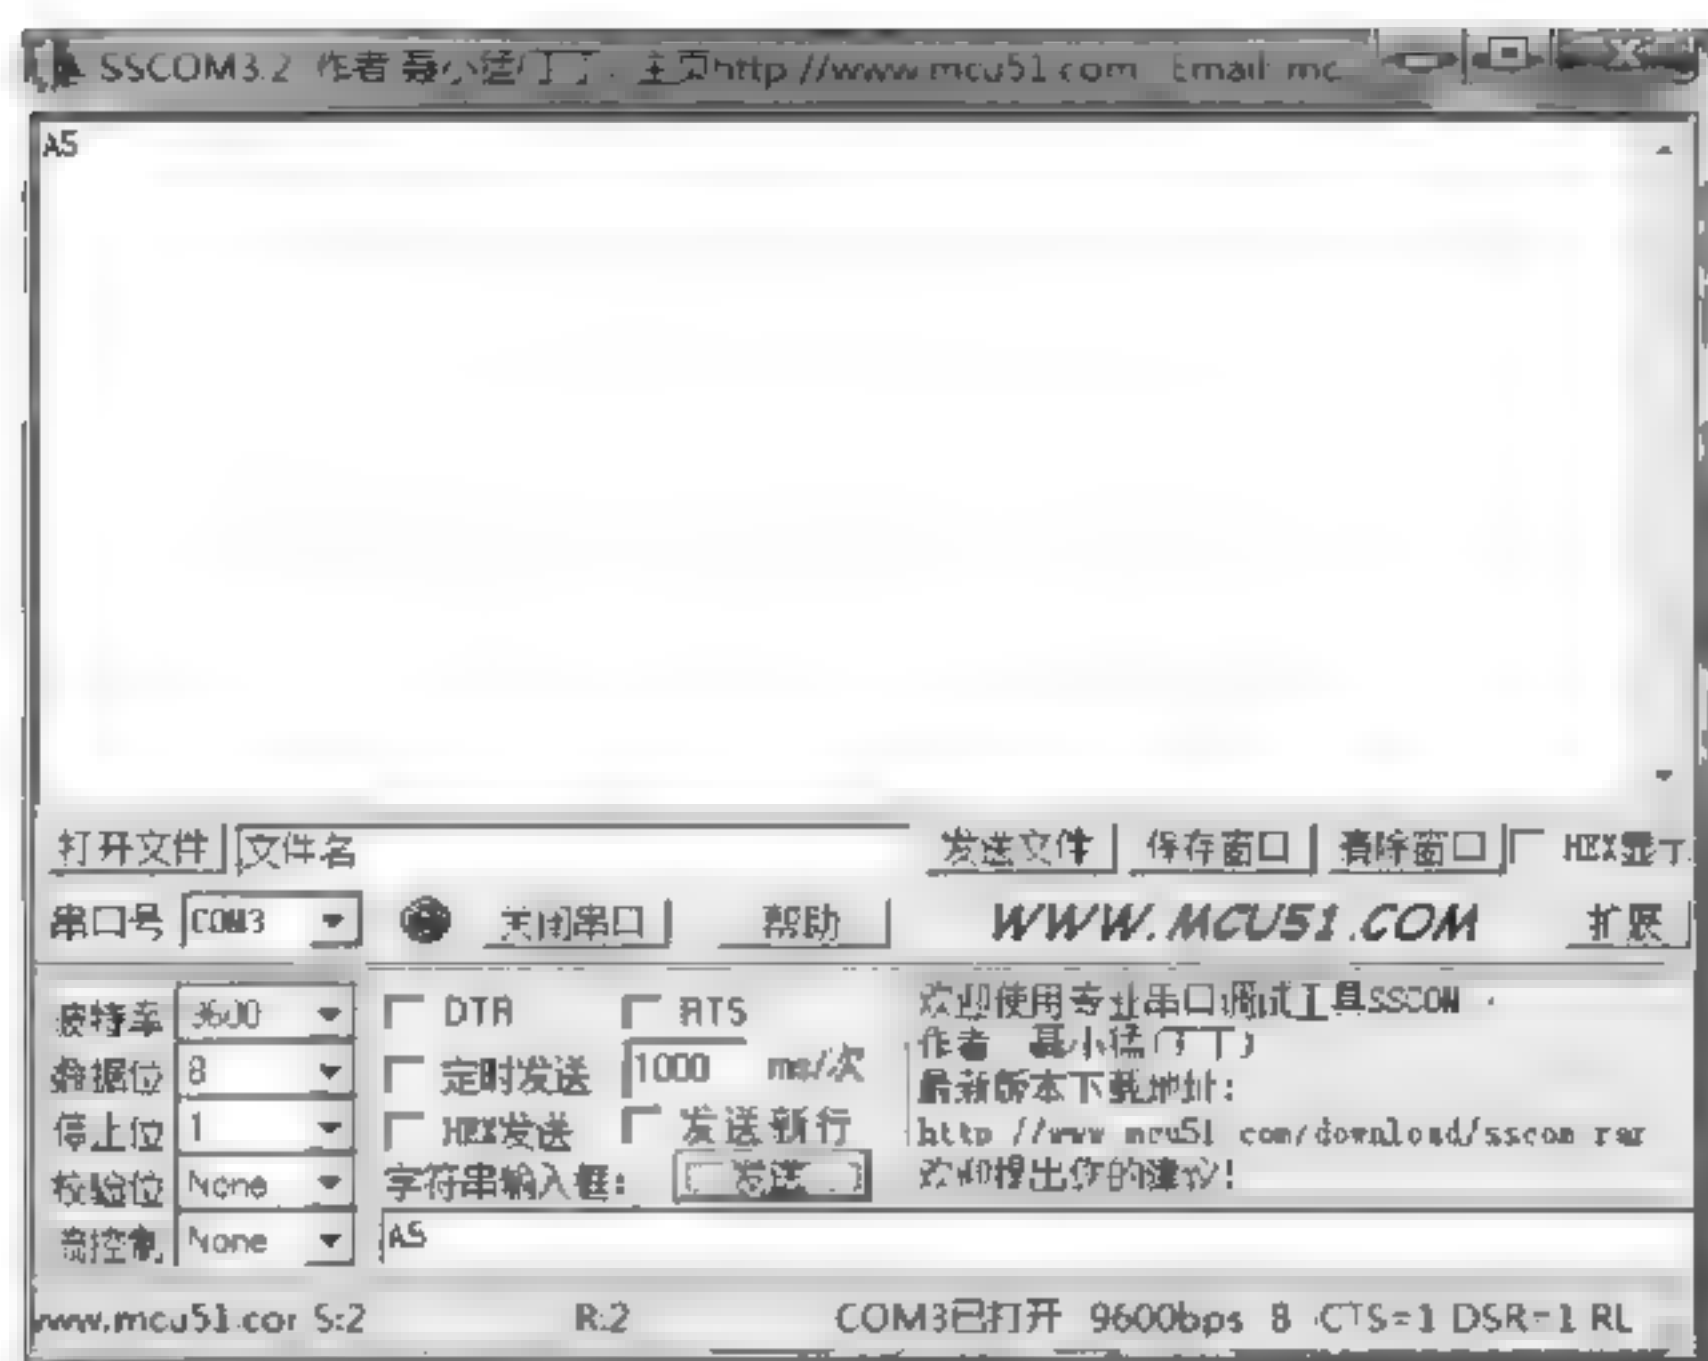 SSCOM3.2 作者 聂小猛(丁丁), 主页http://www.mcu51.com Email: mc
A5
打开文件 文件名 发送文件 保存窗口 清除窗口 HEX显示
串口号 COM3 关闭串口 帮助 WWW.MCU51.COM 扩展
波特率 9600 DTR RTS
数据位 8 定时发送 1000 ms/次
停止位 1 HEX发送 发送新行
校验位 None 字符串输入框: 发送
流控制 None A5
欢迎使用专业串口调试工具SSCOM
作者 聂小猛(丁丁)
最新版本下载地址:
http://www.mcu51.com/download/sscom.rar
欢迎提出你的建议!
www.mcu51.cor S:2 R:2 COM3已打开 9600bps 8 CTS=1 DSR=1 RL